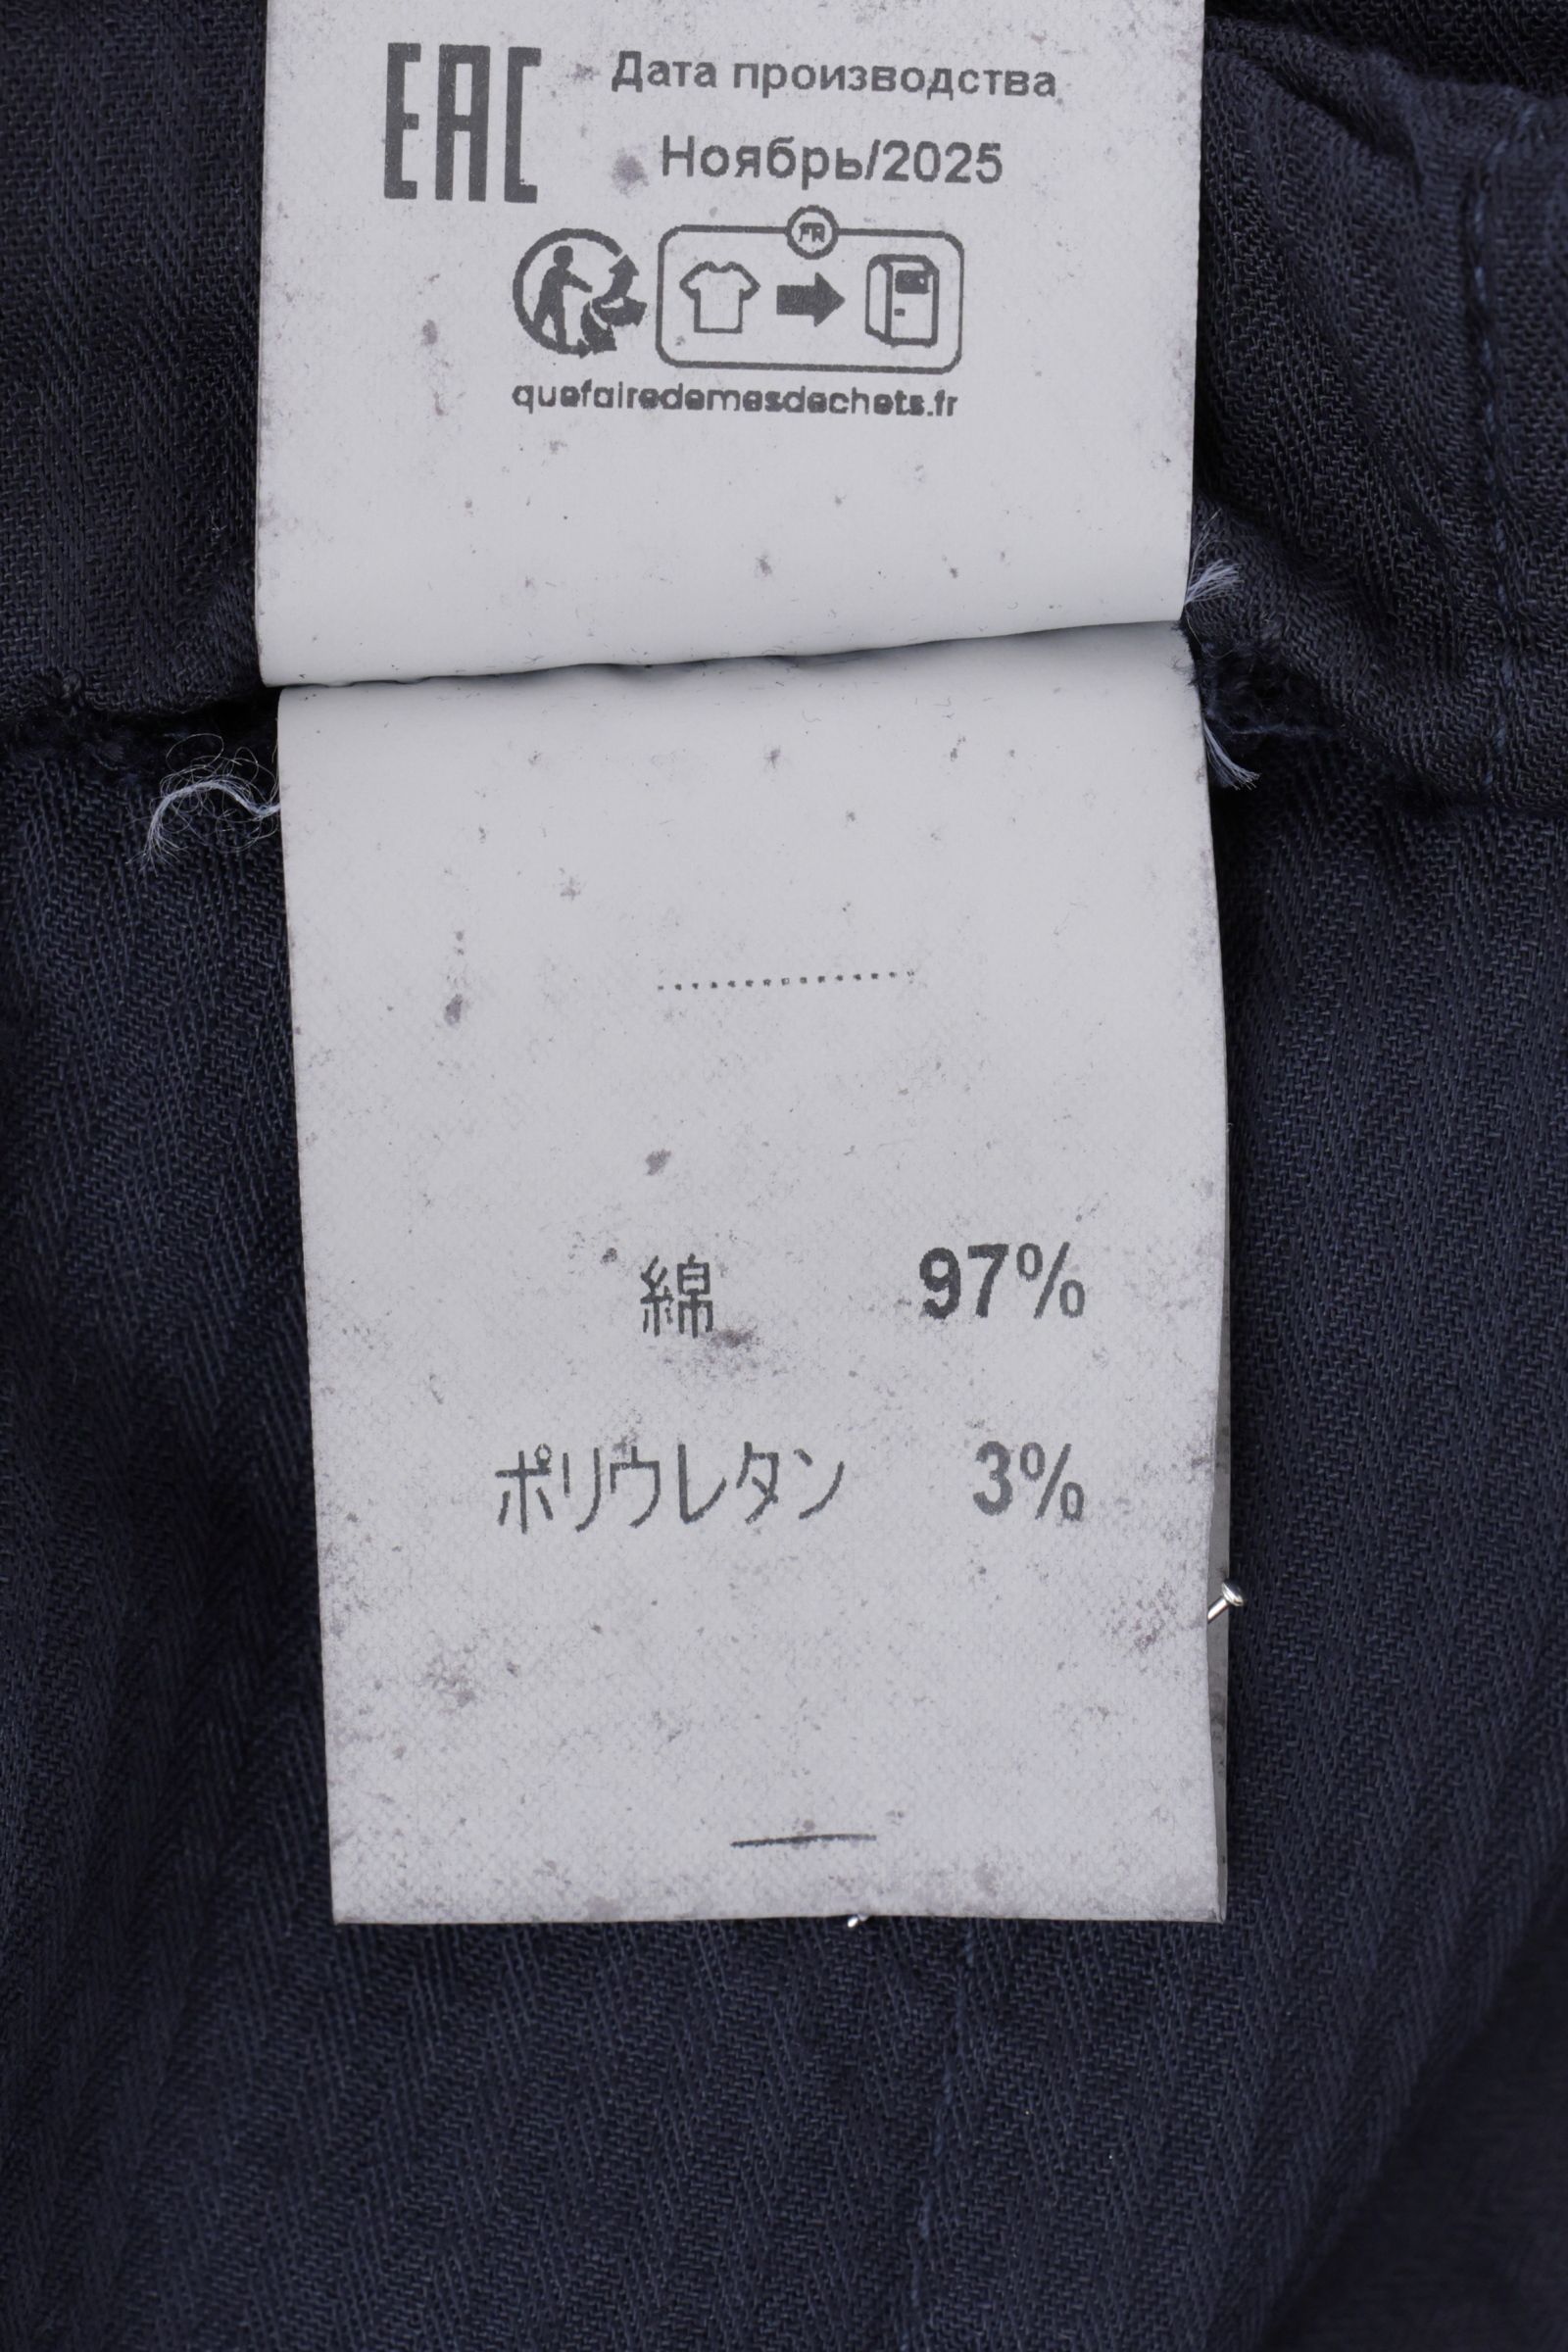 EAC Дата производства
Ноябрь/2025
FR
quefairedemesdechets.fr
綿 97%
ポリウレタン 3%